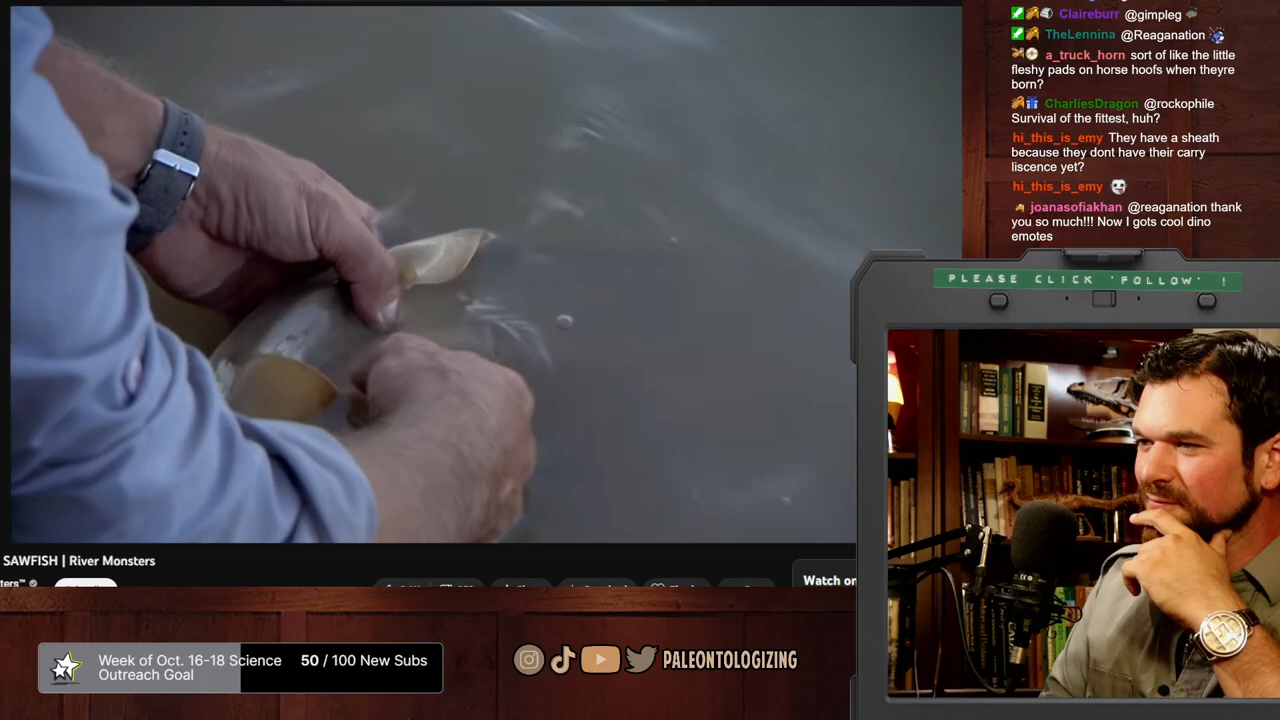 Claireburr @gimpleg
TheLennina @Reaganation
a_truck_horn sort of like the little
fleshy pads on horse hoofs when theyre
born?
CharliesDragon @rockophile
Survival of the fittest, huh?
hi_this_is_emy They have a sheath
because they dont have their carry
liscence yet?
hi_this_is_emy
joanasofiakhan @reaganation thank
you so much!!! Now I gots cool dino
emotes
PLEASE CLICK 'FOLLOW' !
SAWFISH | River Monsters
ters™
Watch on
Week of Oct. 16-18 Science
Outreach Goal
50 / 100 New Subs
PALEONTOLOGIZING